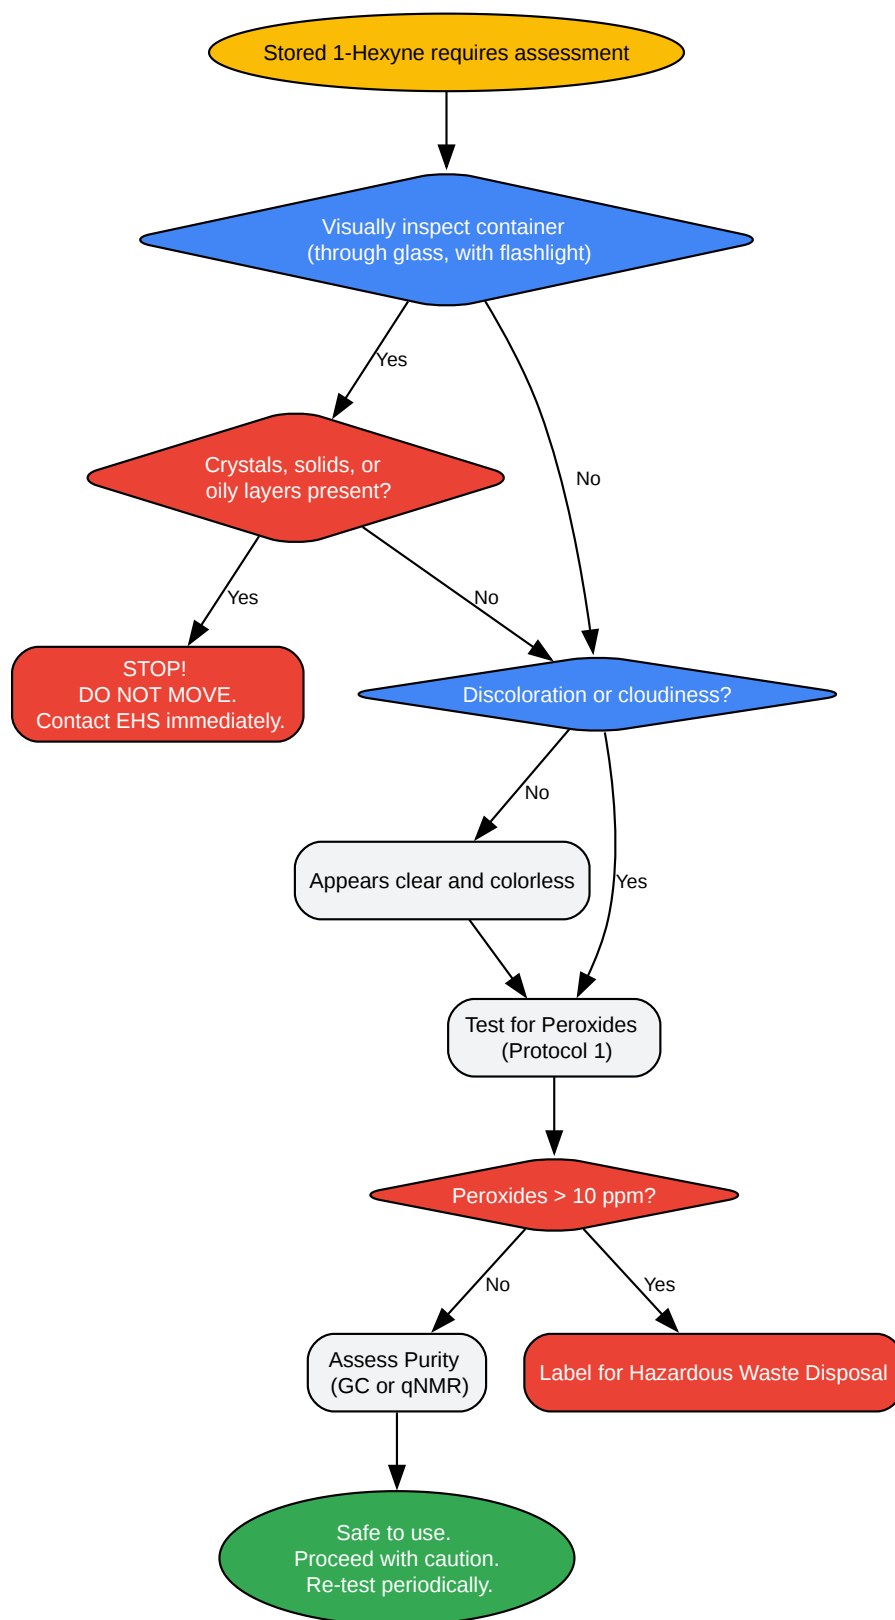 Stored 1-Hexyne requires assessment
Visually inspect container
(through glass, with flashlight)
Yes
No
Crystals, solids, or
oily layers present?
Yes
No
STOP!
DO NOT MOVE.
Contact EHS immediately.
Discoloration or cloudiness?
No
Yes
Appears clear and colorless
Test for Peroxides
(Protocol 1)
Peroxides > 10 ppm?
No
Yes
Assess Purity
(GC or qNMR)
Label for Hazardous Waste Disposal
Safe to use.
Proceed with caution.
Re-test periodically.